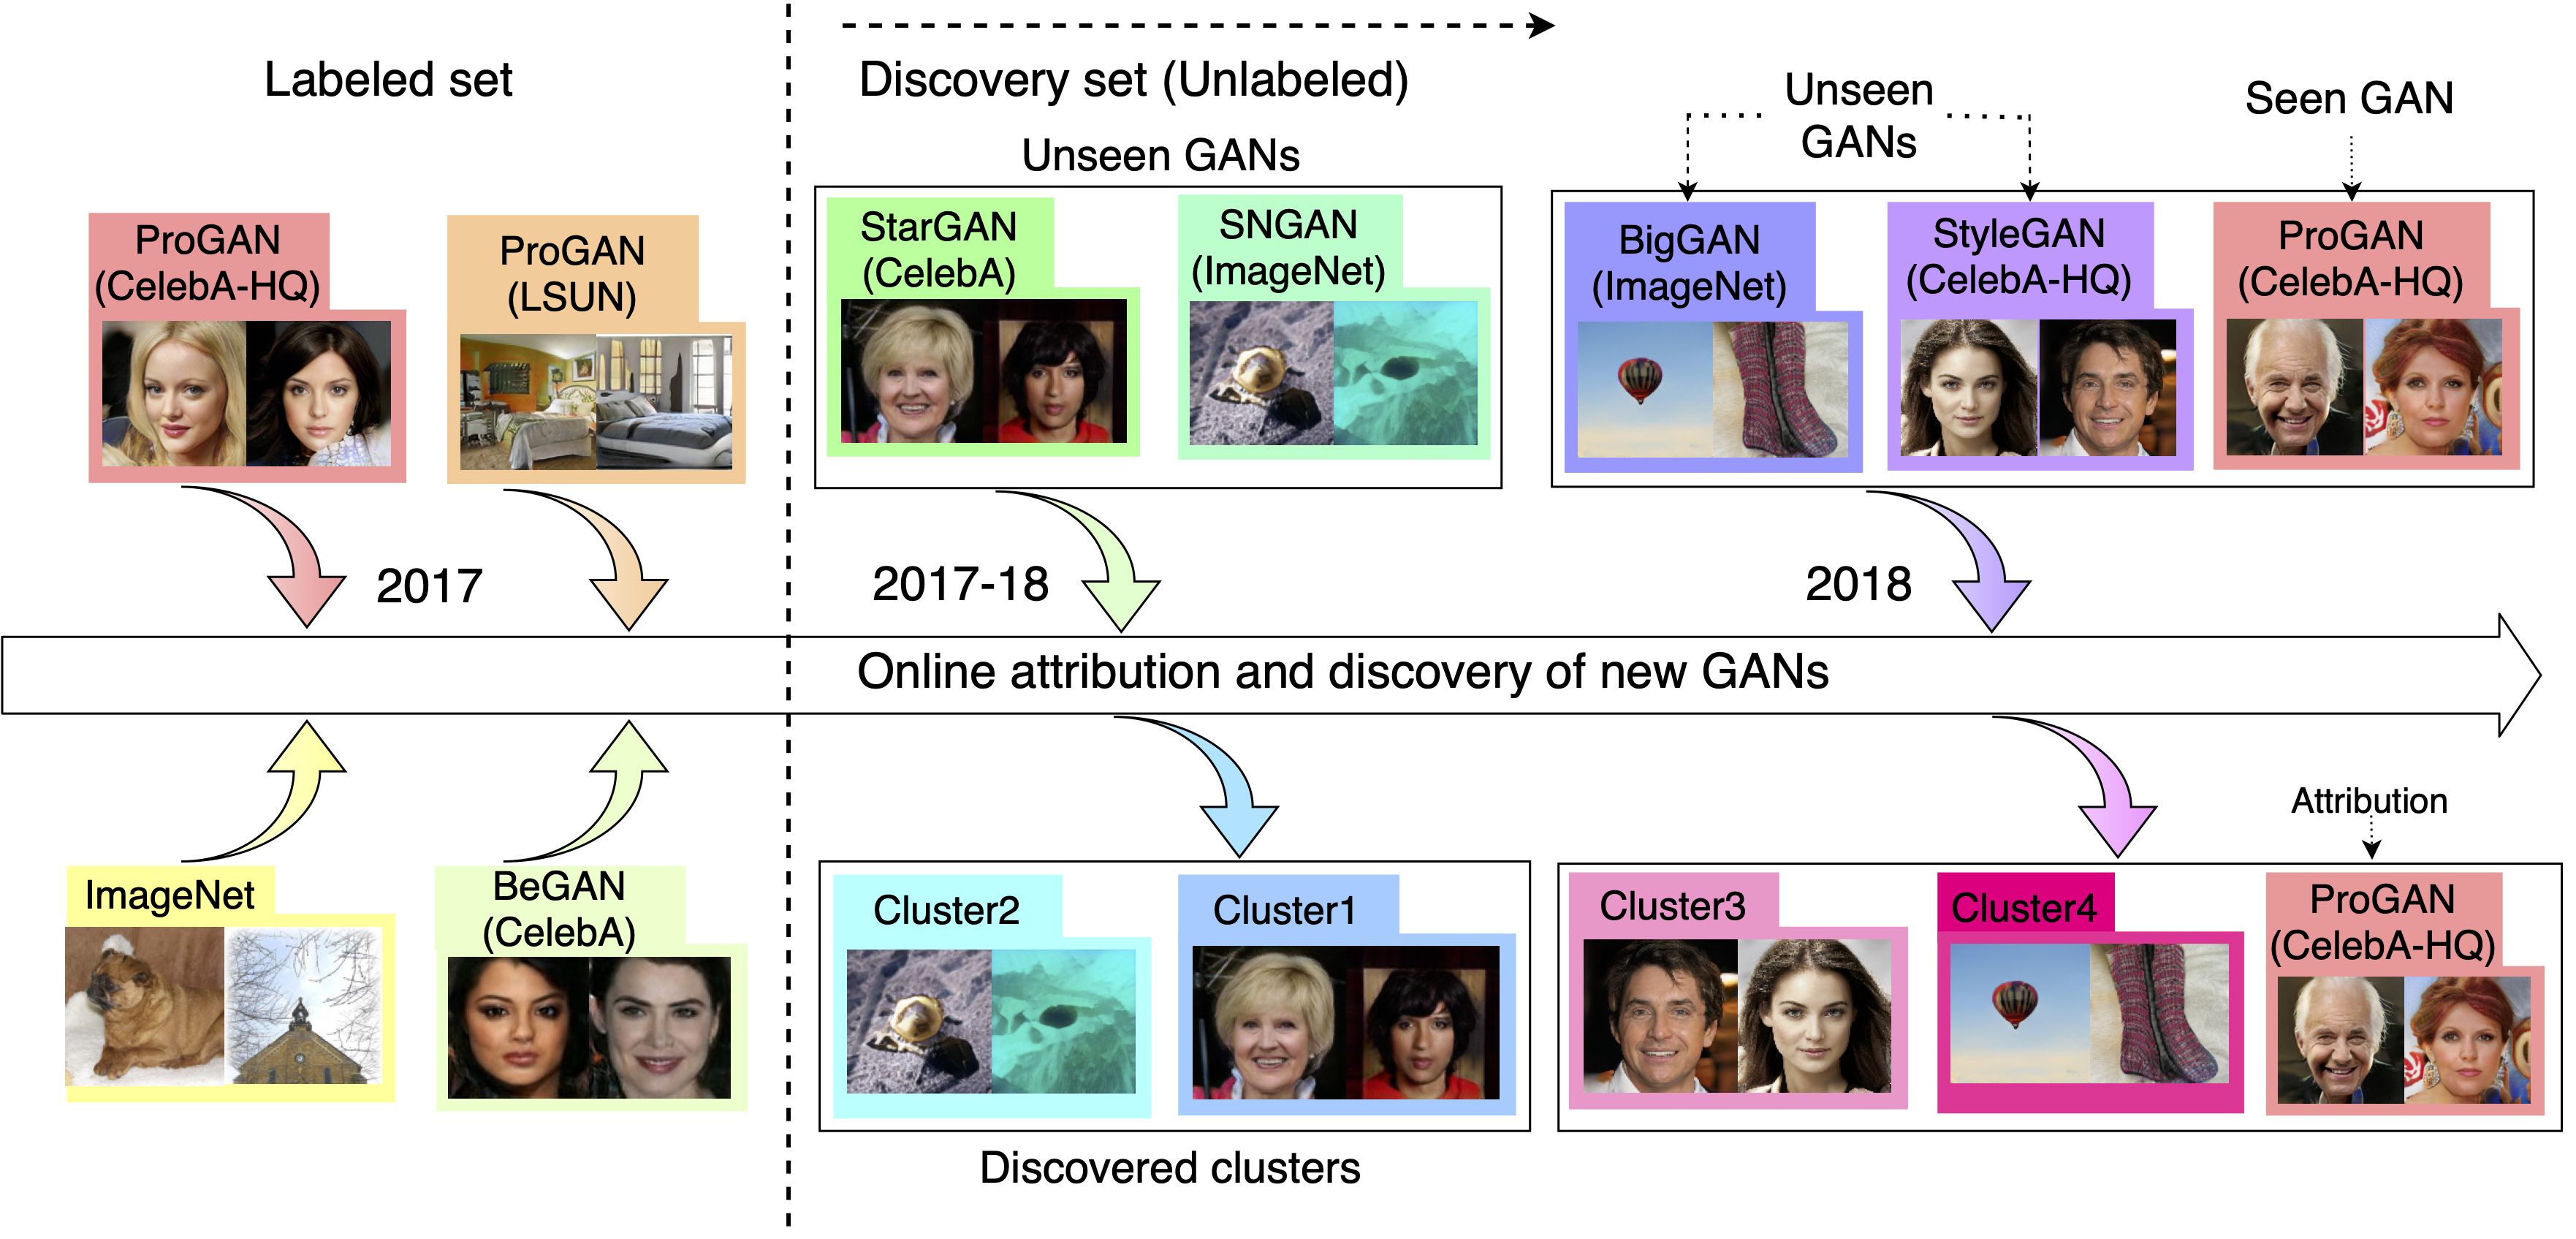 Labeled set
Discovery set (Unlabeled)
Unseen GANs
Unseen
GANs
Seen GAN
ProGAN
(CelebA-HQ)
ProGAN
(LSUN)
StarGAN
(CelebA)
SNGAN
(ImageNet)
BigGAN
(ImageNet)
StyleGAN
(CelebA-HQ)
ProGAN
(CelebA-HQ)
2017
2017-18
2018
Online attribution and discovery of new GANs
Attribution
ImageNet
BeGAN
(CelebA)
Cluster2
Cluster1
Cluster3
Cluster4
ProGAN
(CelebA-HQ)
Discovered clusters